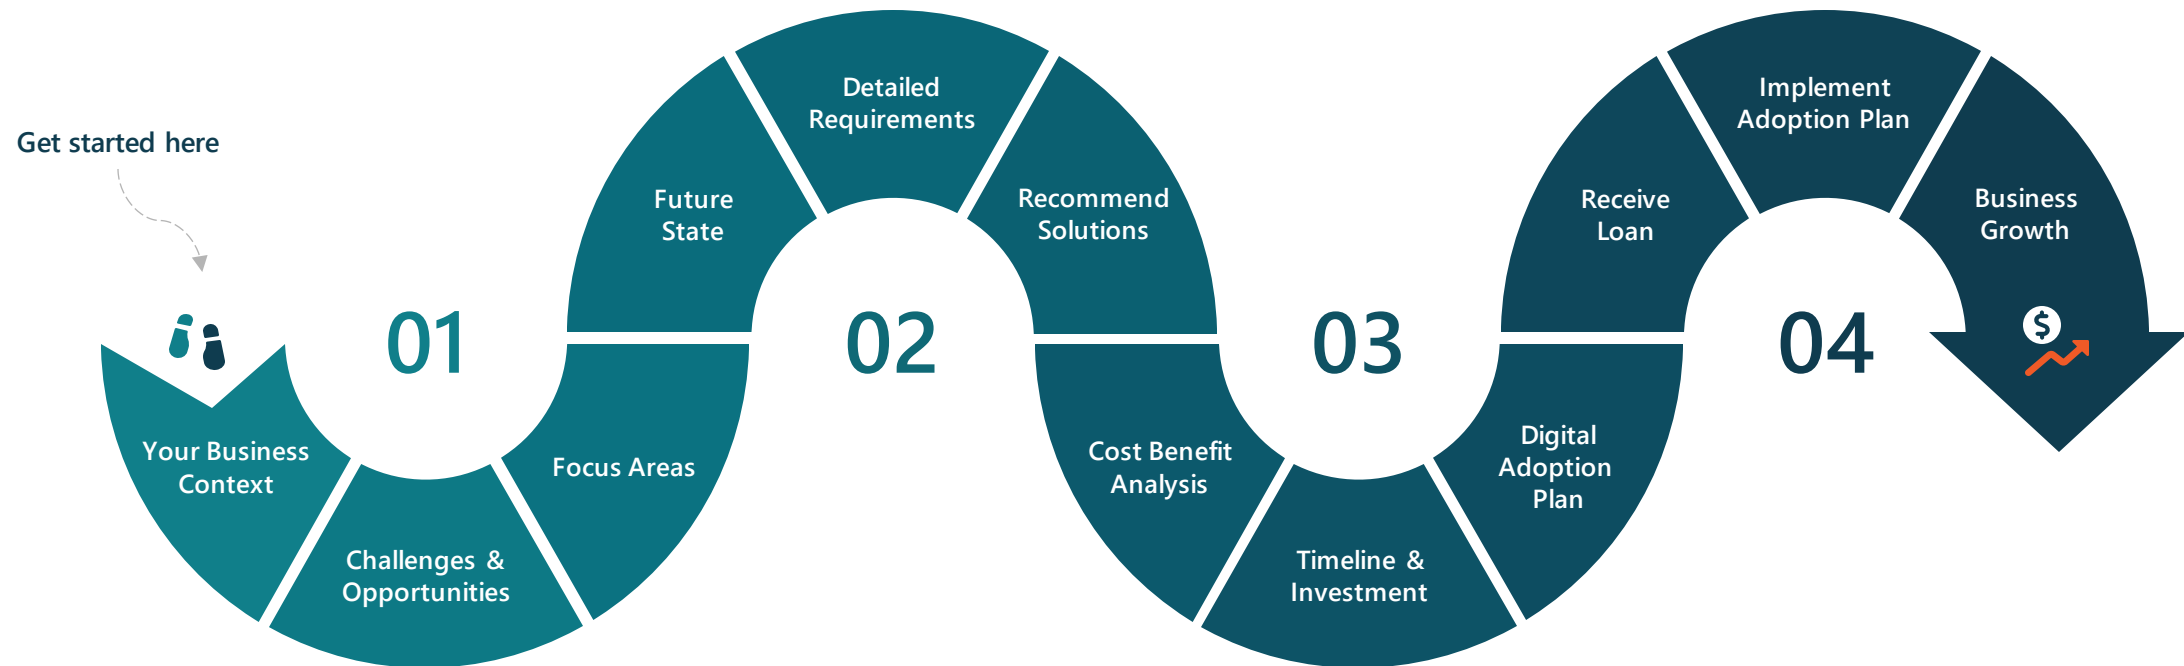 Get started here
01
Your Business
Context
Challenges &
Opportunities
Focus Areas
02
Future
State
Detailed
Requirements
Recommend
Solutions
03
Cost Benefit
Analysis
Timeline &
Investment
Digital
Adoption
Plan
04
Receive
Loan
Implement
Adoption Plan
Business
Growth
$